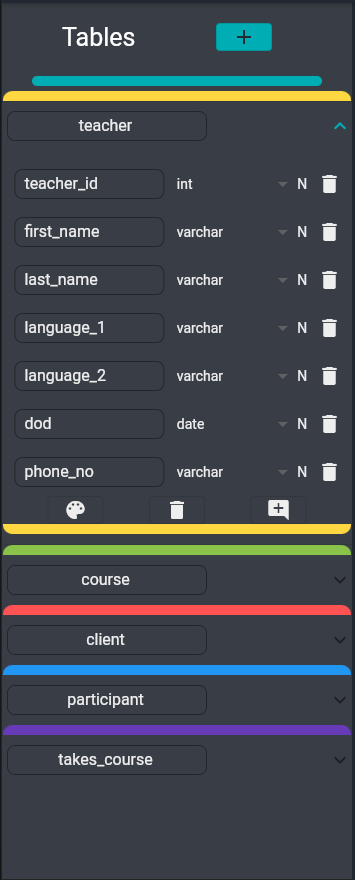 Tables
teacher
teacher_id int N
first_name varchar N
last_name varchar N
language_1 varchar N
language_2 varchar N
dod date N
phone_no varchar N
course
client
participant
takes_course